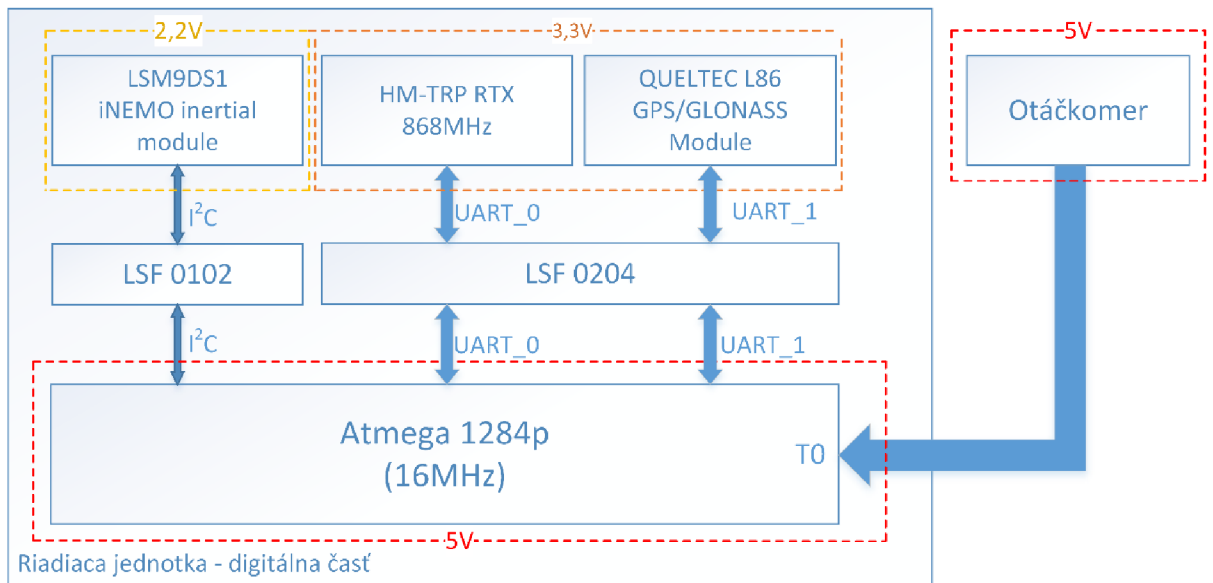 2,2V
3,3V
5V
LSM9DS1
iNEMO inertial
module
HM-TRP RTX
868MHz
QUELTEC L86
GPS/GLONASS
Module
Otáčkomer
I²C
UART_0
UART_1
LSF 0102
LSF 0204
I²C
UART_0
UART_1
Atmega 1284p
(16MHz)
T0
5V
Riadiaca jednotka - digitálna časť